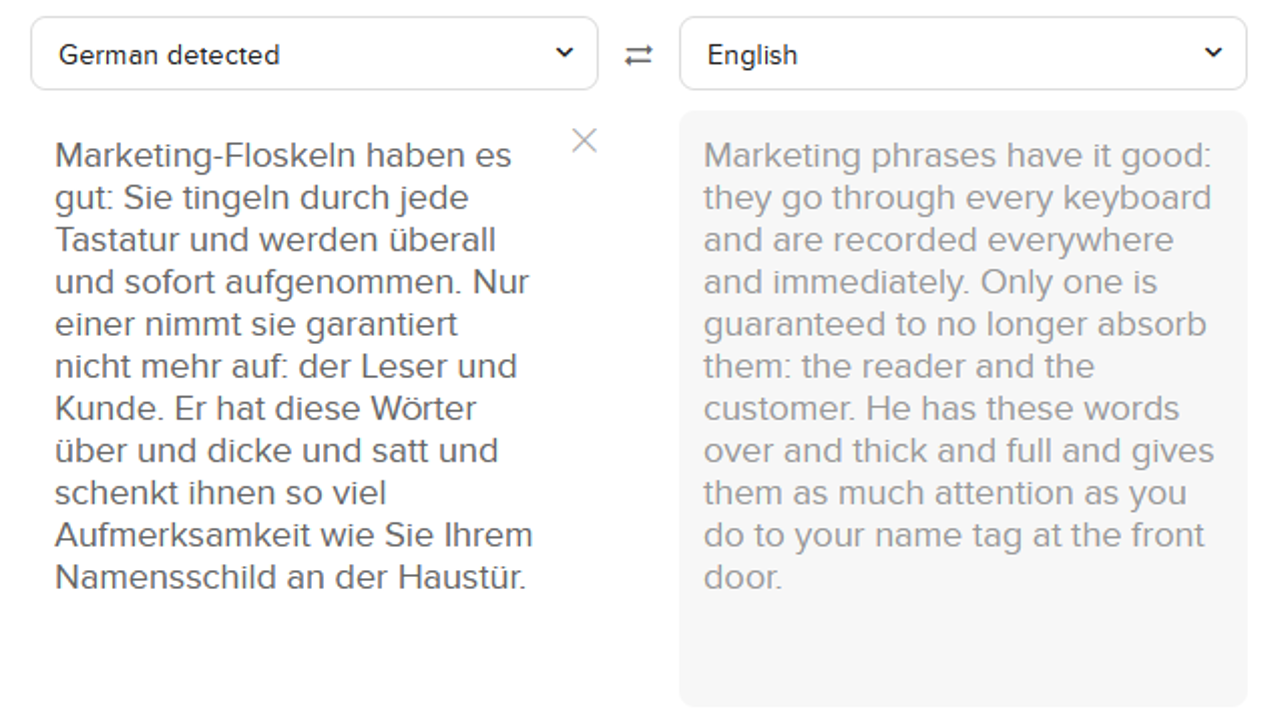 German detected
English
Marketing-Floskeln haben es
gut: Sie tingeln durch jede
Tastatur und werden überall
und sofort aufgenommen. Nur
einer nimmt sie garantiert
nicht mehr auf: der Leser und
Kunde. Er hat diese Wörter
über und dicke und satt und
schenkt ihnen so viel
Aufmerksamkeit wie Sie Ihrem
Namensschild an der Haustür.
Marketing phrases have it good:
they go through every keyboard
and are recorded everywhere
and immediately. Only one is
guaranteed to no longer absorb
them: the reader and the
customer. He has these words
over and thick and full and gives
them as much attention as you
do to your name tag at the front
door.